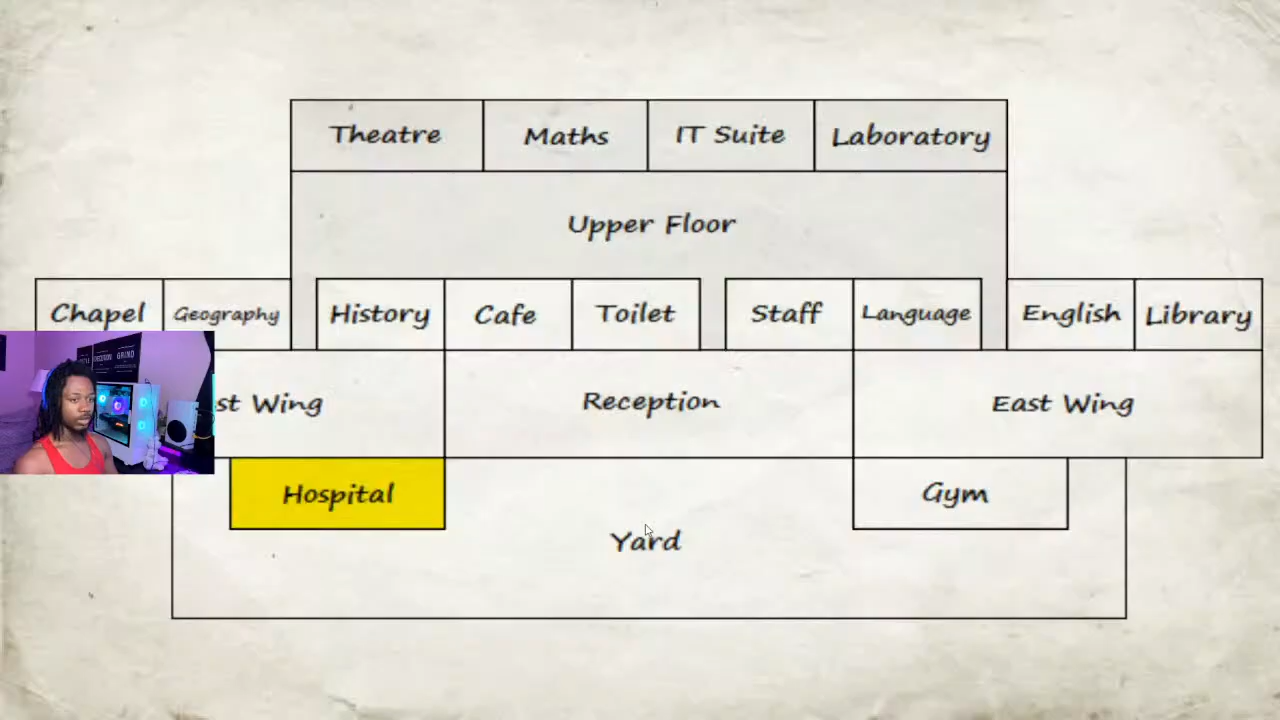 Theatre
Maths
IT Suite
Laboratory
Upper Floor
Chapel
Geography
History
Cafe
Toilet
Staff
Language
English
Library
st Wing
Reception
East Wing
Hospital
Gym
Yard
GRIND